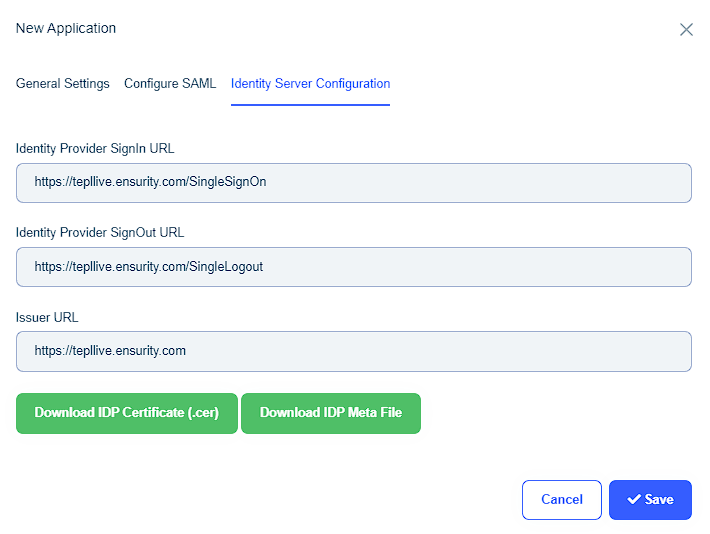 New Application
General Settings Configure SAML Identity Server Configuration
Identity Provider SignIn URL
https://tepllive.ensurity.com/SingleSignOn
Identity Provider SignOut URL
https://tepllive.ensurity.com/SingleLogout
Issuer URL
https://tepllive.ensurity.com
Download IDP Certificate (.cer) Download IDP Meta File
Cancel Save